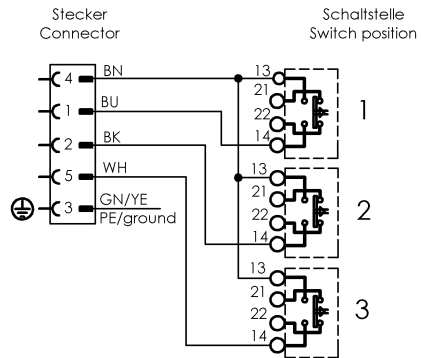 Stecker
Connector
Schaltstelle
Switch position
4 BN
1 BU
2 BK
5 WH
3 GN/YE
PE/ground
13
21
22
14
1
13
21
22
14
2
13
21
22
14
3